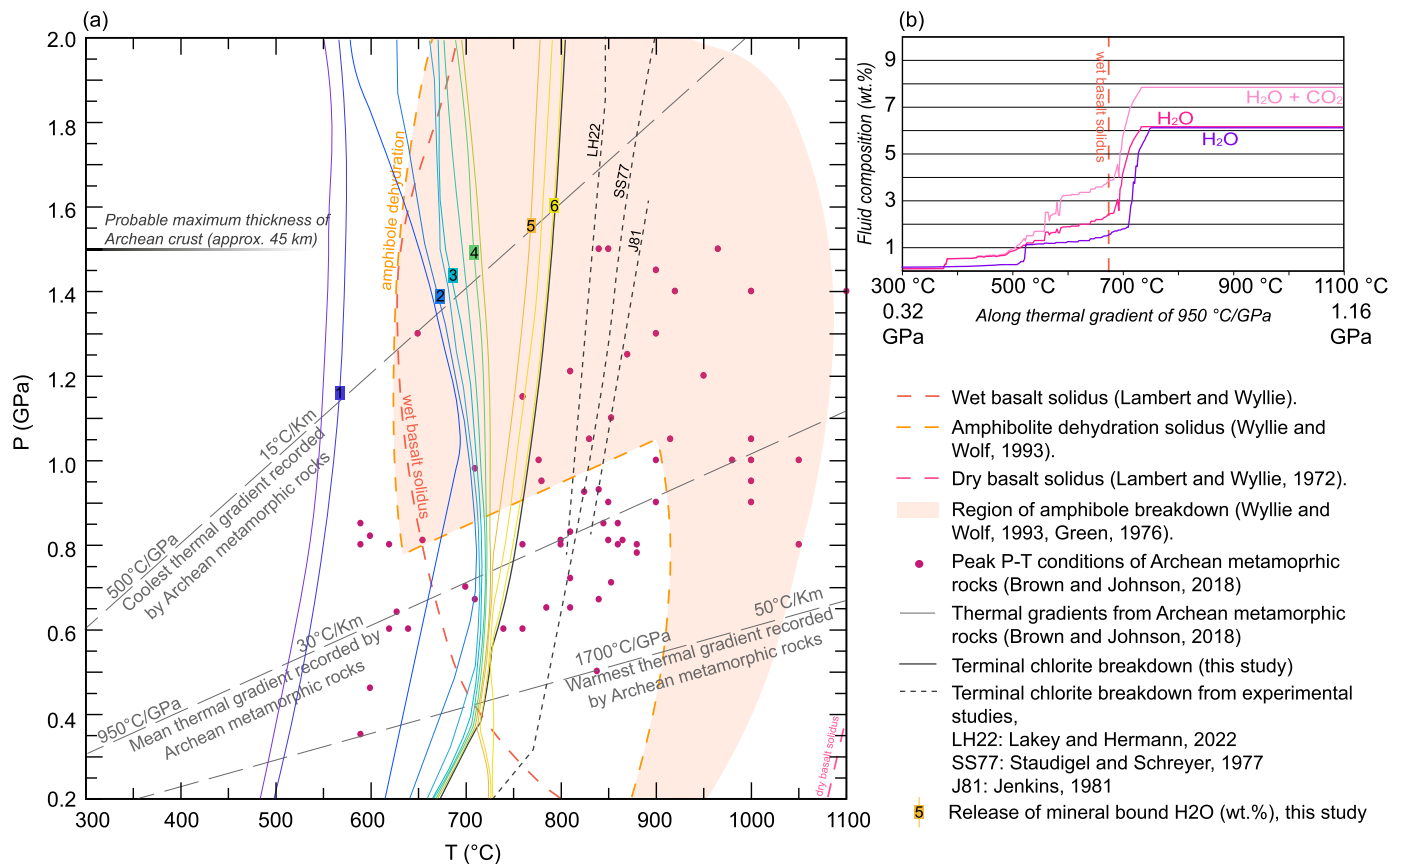 (a)
2.0
1.8
1.6
1.4
1.2
1.0
0.8
0.6
0.4
0.2
P (GPa)
300
400
500
600
700
800
900
1000
1100
T (°C)
Probable maximum thickness of
Archean crust (approx. 45 km)
amphibole dehydration
wet basalt solidus
LH22
SS77
J81
1
2
3
4
5
6
15°C/Km
500°C/GPa
Coolest thermal gradient recorded
by Archean metamorphic rocks
30°C/Km
950°C/GPa
Mean thermal gradient recorded by
Archean metamorphic rocks
50°C/Km
1700°C/GPa
Warmest thermal gradient recorded
by Archean metamorphic rocks
dry basalt solidus
(b)
Fluid composition (wt.%)
9
7
5
3
1
wet basalt solidus
H₂O + CO₂
H₂O
H₂O
300 °C
500 °C
700 °C
900 °C
1100 °C
0.32
GPa
Along thermal gradient of 950 °C/GPa
1.16
GPa
Wet basalt solidus (Lambert and Wyllie).
Amphibolite dehydration solidus (Wyllie and
Wolf, 1993).
Dry basalt solidus (Lambert and Wyllie, 1972).
Region of amphibole breakdown (Wyllie and
Wolf, 1993, Green, 1976).
Peak P-T conditions of Archean metamoprhic
rocks (Brown and Johnson, 2018)
Thermal gradients from Archean metamorphic
rocks (Brown and Johnson, 2018)
Terminal chlorite breakdown (this study)
Terminal chlorite breakdown from experimental
studies,
LH22: Lakey and Hermann, 2022
SS77: Staudigel and Schreyer, 1977
J81: Jenkins, 1981
5
Release of mineral bound H2O (wt.%), this study